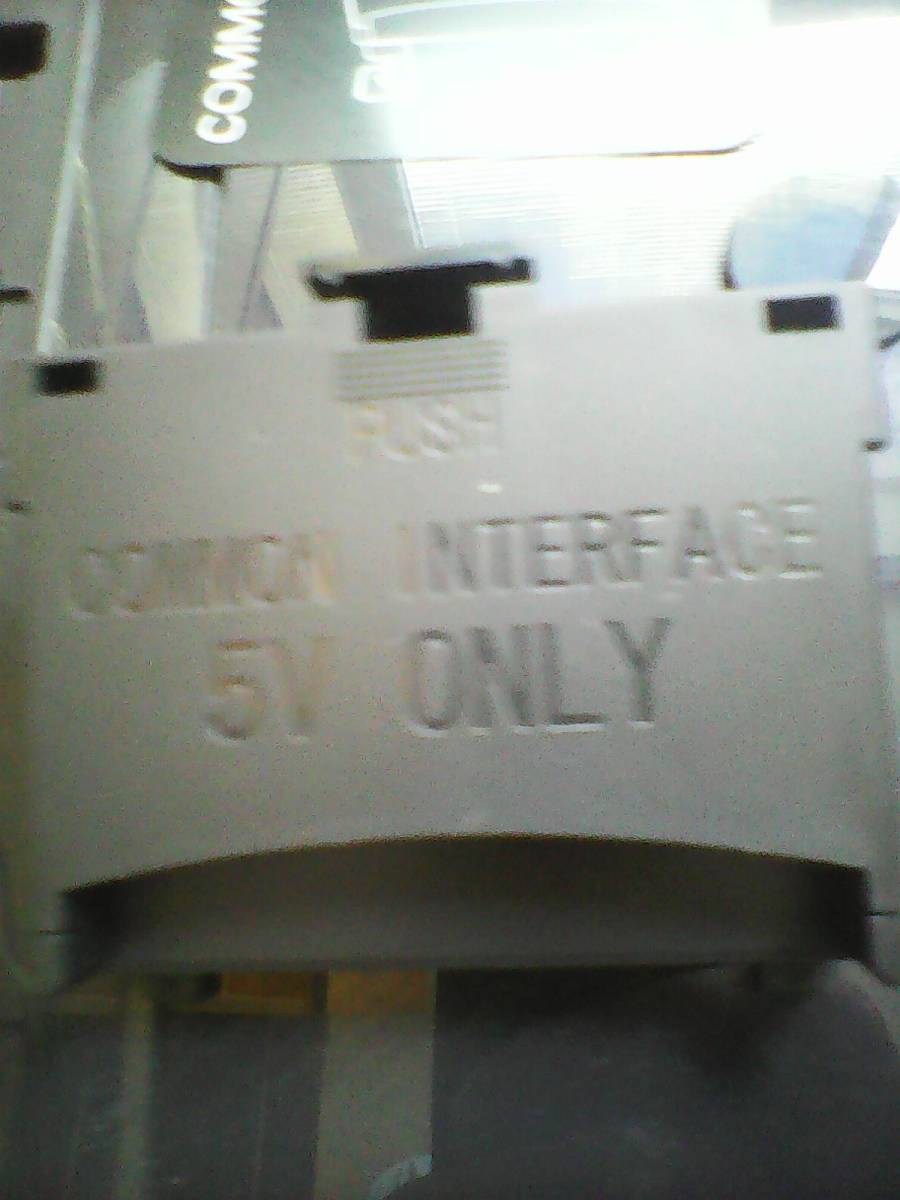 PUSH
COMMON INTERFACE
5V ONLY